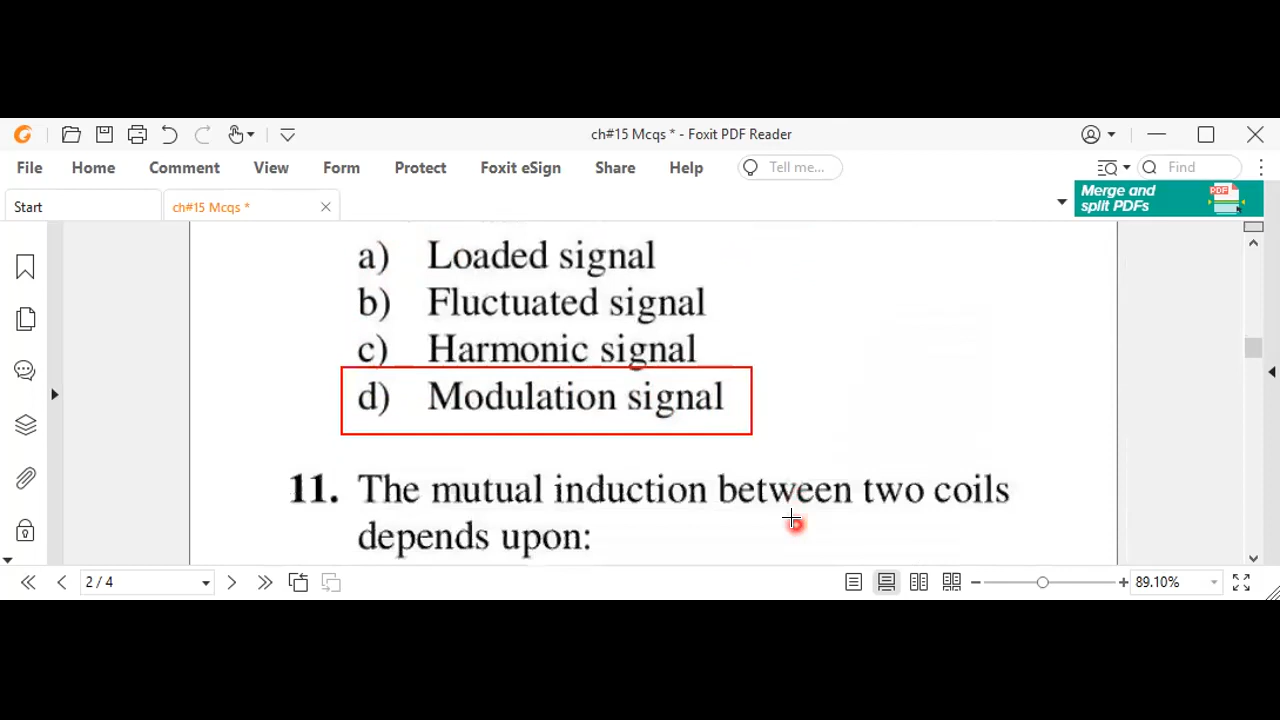 ch#15 Mcqs * - Foxit PDF Reader
File Home Comment View Form Protect Foxit eSign Share Help Tell me... Find
Start ch#15 Mcqs *
Merge and
split PDFs
PDF
a) Loaded signal
b) Fluctuated signal
c) Harmonic signal
d) Modulation signal
11. The mutual induction between two coils
depends upon:
2 / 4 89.10%